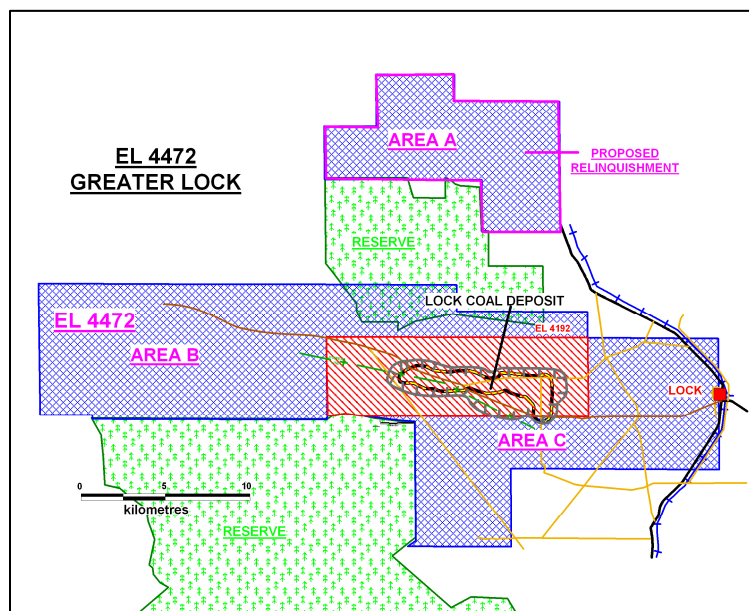 EL 4472
GREATER LOCK
AREA A
PROPOSED
RELINQUISHMENT
RESERVE
LOCK COAL DEPOSIT
EL 4472
EL 4192
AREA B
LOCK
AREA C
0 5 10
kilometres
RESERVE